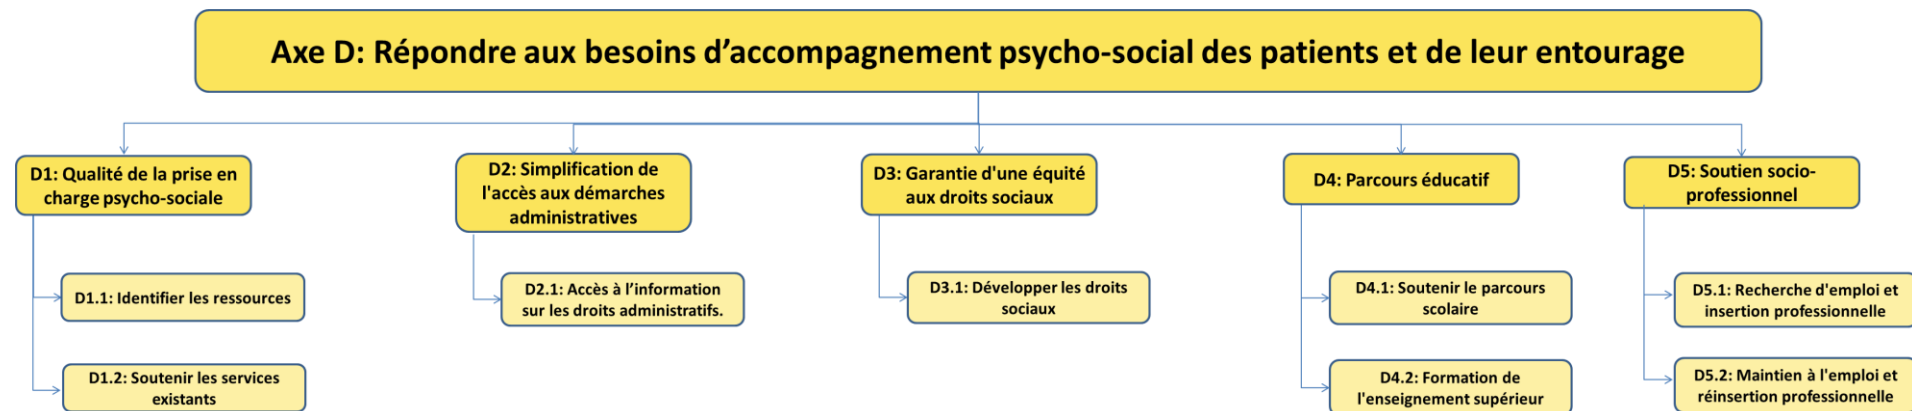 Axe D: Répondre aux besoins d’accompagnement psycho-social des patients et de leur entourage
D1: Qualité de la prise en
charge psycho-sociale
D1.1: Identifier les ressources
D1.2: Soutenir les services
existants
D2: Simplification de
l'accès aux démarches
administratives
D2.1: Accès à l’information
sur les droits administratifs.
D3: Garantie d'une équité
aux droits sociaux
D3.1: Développer les droits
sociaux
D4: Parcours éducatif
D4.1: Soutenir le parcours
scolaire
D4.2: Formation de
l'enseignement supérieur
D5: Soutien socio-
professionnel
D5.1: Recherche d'emploi et
insertion professionnelle
D5.2: Maintien à l'emploi et
réinsertion professionnelle